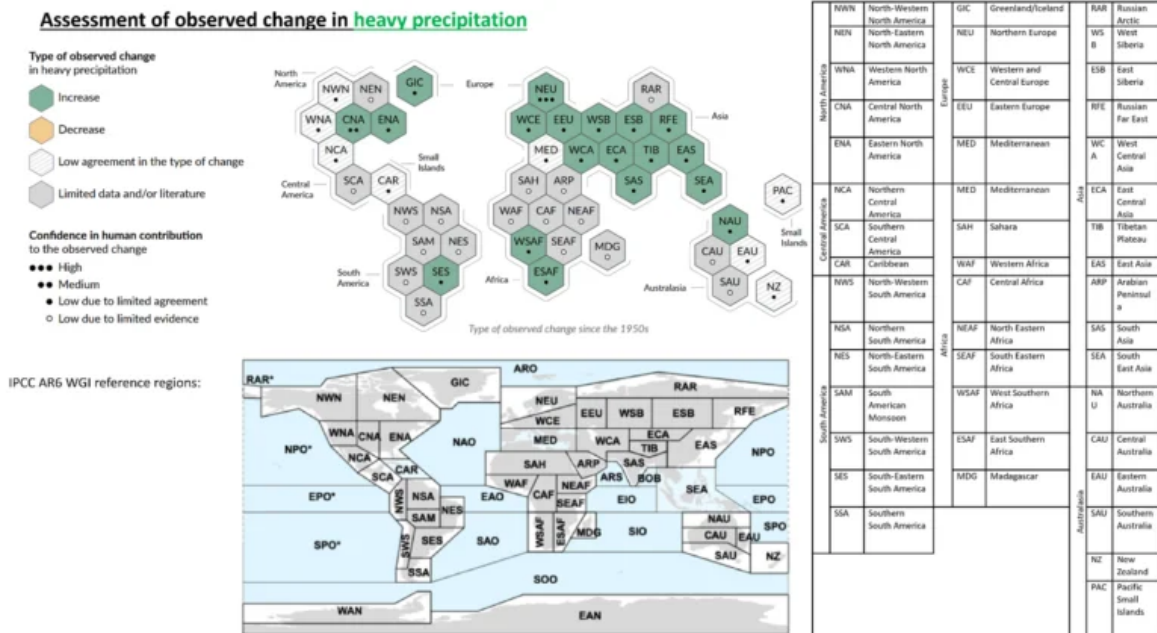 Assessment of observed change in heavy precipitation
Type of observed change
in heavy precipitation
Increase
Decrease
Low agreement in the type of change
Limited data and/or literature
Confidence in human contribution
to the observed change
●●● High
●● Medium
● Low due to limited agreement
○ Low due to limited evidence
North
America
NWN
NEN
GIC
WNA
CNA
ENA
NCA
Small
Islands
Central
America
SCA
CAR
NWS
NSA
SAM
NES
South
America
SWS
SES
SSA
Europe
NEU
RAR
WCE
EEU
WSB
ESB
RFE
Asia
MED
WCA
ECA
TIB
EAS
SAH
ARP
SAS
SEA
WAF
CAF
NEAF
WSAF
SEAF
MDG
Africa
ESAF
PAC
Small
Islands
NAU
CAU
EAU
Australasia
SAU
NZ
Type of observed change since the 1950s
IPCC AR6 WGI reference regions:
RAR*
GIC
ARO
RAR
NWN
NEN
NEU
WCE
EEU
WSB
ESB
RFE
WNA
CNA
ENA
NAO
MED
WCA
ECA
TIB
EAS
NPO*
NPO
NCA
SCA
CAR
SAH
ARP
SAS
ARS
BOB
WAF
CAF
NEAF
SEAF
SEA
EPO*
NWS
NSA
EAO
EIO
EPO
SAM
NES
NAU
SPO
SPO*
SWS
SES
SAO
WSAF
ESAF
MDG
SIO
CAU
EAU
SSA
SAU
NZ
SOO
WAN
EAN
North America
NWN North-Western
North America
NEN North-Eastern
North America
WNA Western North
America
CNA Central North
America
ENA Eastern North
America
Central America
NCA Northern
Central
America
SCA Southern
Central
America
CAR Caribbean
South America
NWS North-Western
South America
NSA Northern
South America
NES North-Eastern
South America
SAM South
American
Monsoon
SWS South-Western
South America
SES South-Eastern
South America
SSA Southern
South America
Europe
GIC Greenland/Iceland
NEU Northern Europe
WCE Western and
Central Europe
EEU Eastern Europe
MED Mediterranean
Africa
MED Mediterranean
SAH Sahara
WAF Western Africa
CAF Central Africa
NEAF North Eastern
Africa
SEAF South Eastern
Africa
WSAF West Southern
Africa
ESAF East Southern
Africa
MDG Madagascar
Asia
RAR Russian
Arctic
WS West
B Siberia
ESB East
Siberia
RFE Russian
Far East
WC West
A Central
Asia
ECA East
Central
Asia
TIB Tibetan
Plateau
EAS East Asia
ARP Arabian
Peninsul
a
SAS South
Asia
SEA South
East Asia
Australasia
NA Northern
U Australia
CAU Central
Australia
EAU Eastern
Australia
SAU Southern
Australia
NZ New
Zealand
PAC Pacific
Small
Islands